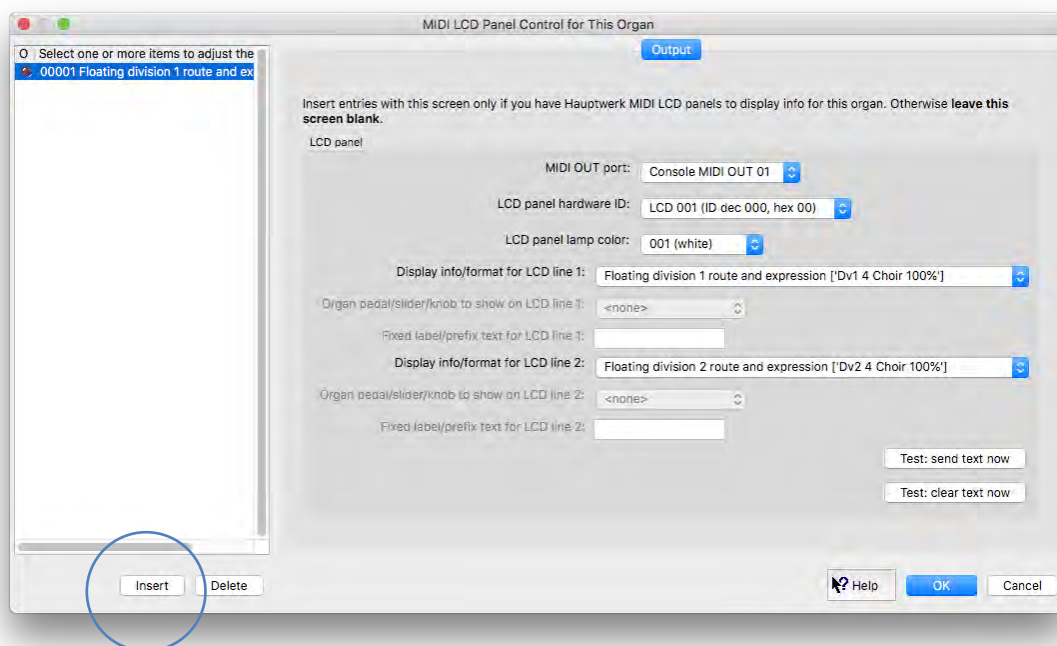 MIDI LCD Panel Control for This Organ
O Select one or more items to adjust the
00001 Floating division 1 route and ex
Output
Insert entries with this screen only if you have Hauptwerk MIDI LCD panels to display info for this organ. Otherwise leave this
screen blank.
LCD panel
MIDI OUT port: Console MIDI OUT 01
LCD panel hardware ID: LCD 001 (ID dec 000, hex 00)
LCD panel lamp color: 001 (white)
Display info/format for LCD line 1: Floating division 1 route and expression ['Dv1 4 Choir 100%']
Organ pedal/slider/knob to show on LCD line 1: <none>
Fixed label/prefix text for LCD line 1:
Display info/format for LCD line 2: Floating division 2 route and expression ['Dv2 4 Choir 100%']
Organ pedal/slider/knob to show on LCD line 2: <none>
Fixed label/prefix text for LCD line 2:
Test: send text now
Test: clear text now
Insert Delete ? Help OK Cancel